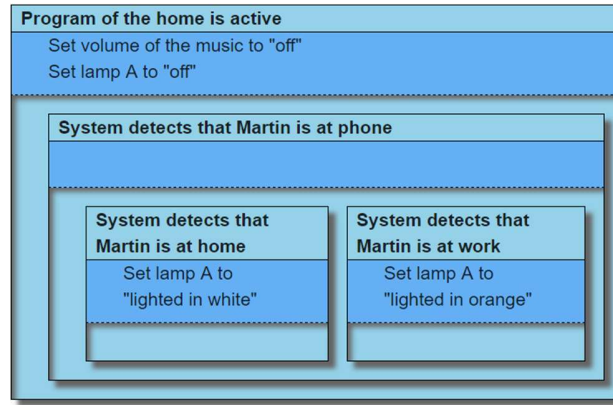 Program of the home is active
Set volume of the music to "off"
Set lamp A to "off"
System detects that Martin is at phone
System detects that
Martin is at home
Set lamp A to
"lighted in white"
System detects that
Martin is at work
Set lamp A to
"lighted in orange"